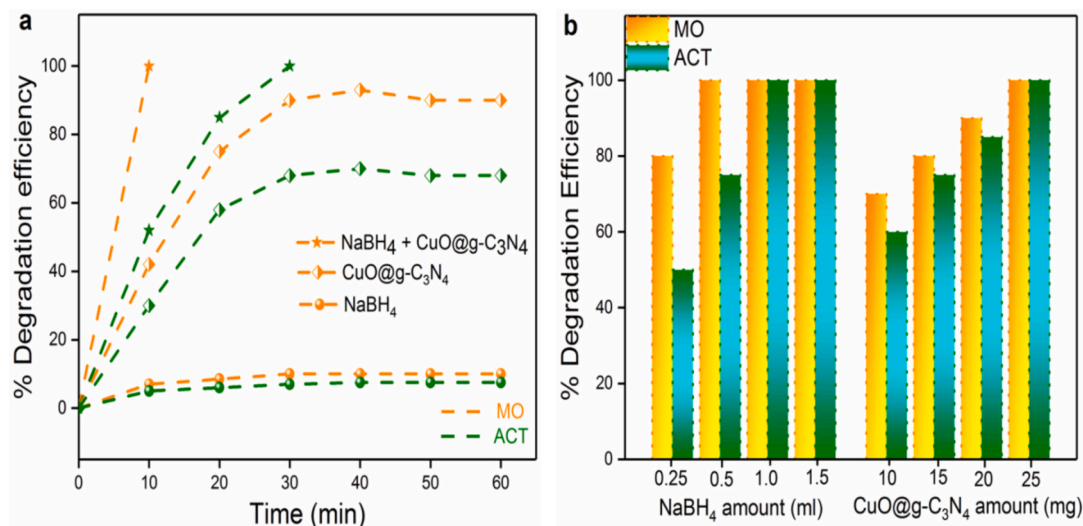 a
% Degradation efficiency
100
80
60
40
20
0
NaBH4 + CuO@g-C3N4
CuO@g-C3N4
NaBH4
MO
ACT
0 10 20 30 40 50 60
Time (min)
b
MO
ACT
% Degradation Efficiency
100
80
60
40
20
0
0.25 0.5 1.0 1.5 10 15 20 25
NaBH4 amount (ml) CuO@g-C3N4 amount (mg)